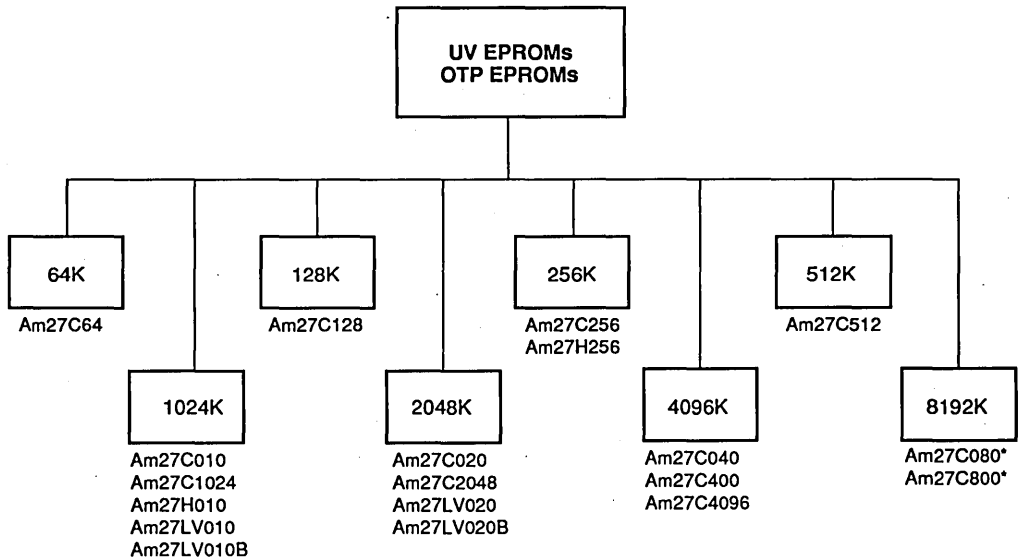 UV EPROMs
OTP EPROMs
64K
Am27C64
128K
Am27C128
256K
Am27C256
Am27H256
512K
Am27C512
1024K
Am27C010
Am27C1024
Am27H010
Am27LV010
Am27LV010B
2048K
Am27C020
Am27C2048
Am27LV020
Am27LV020B
4096K
Am27C040
Am27C400
Am27C4096
8192K
Am27C080*
Am27C800*